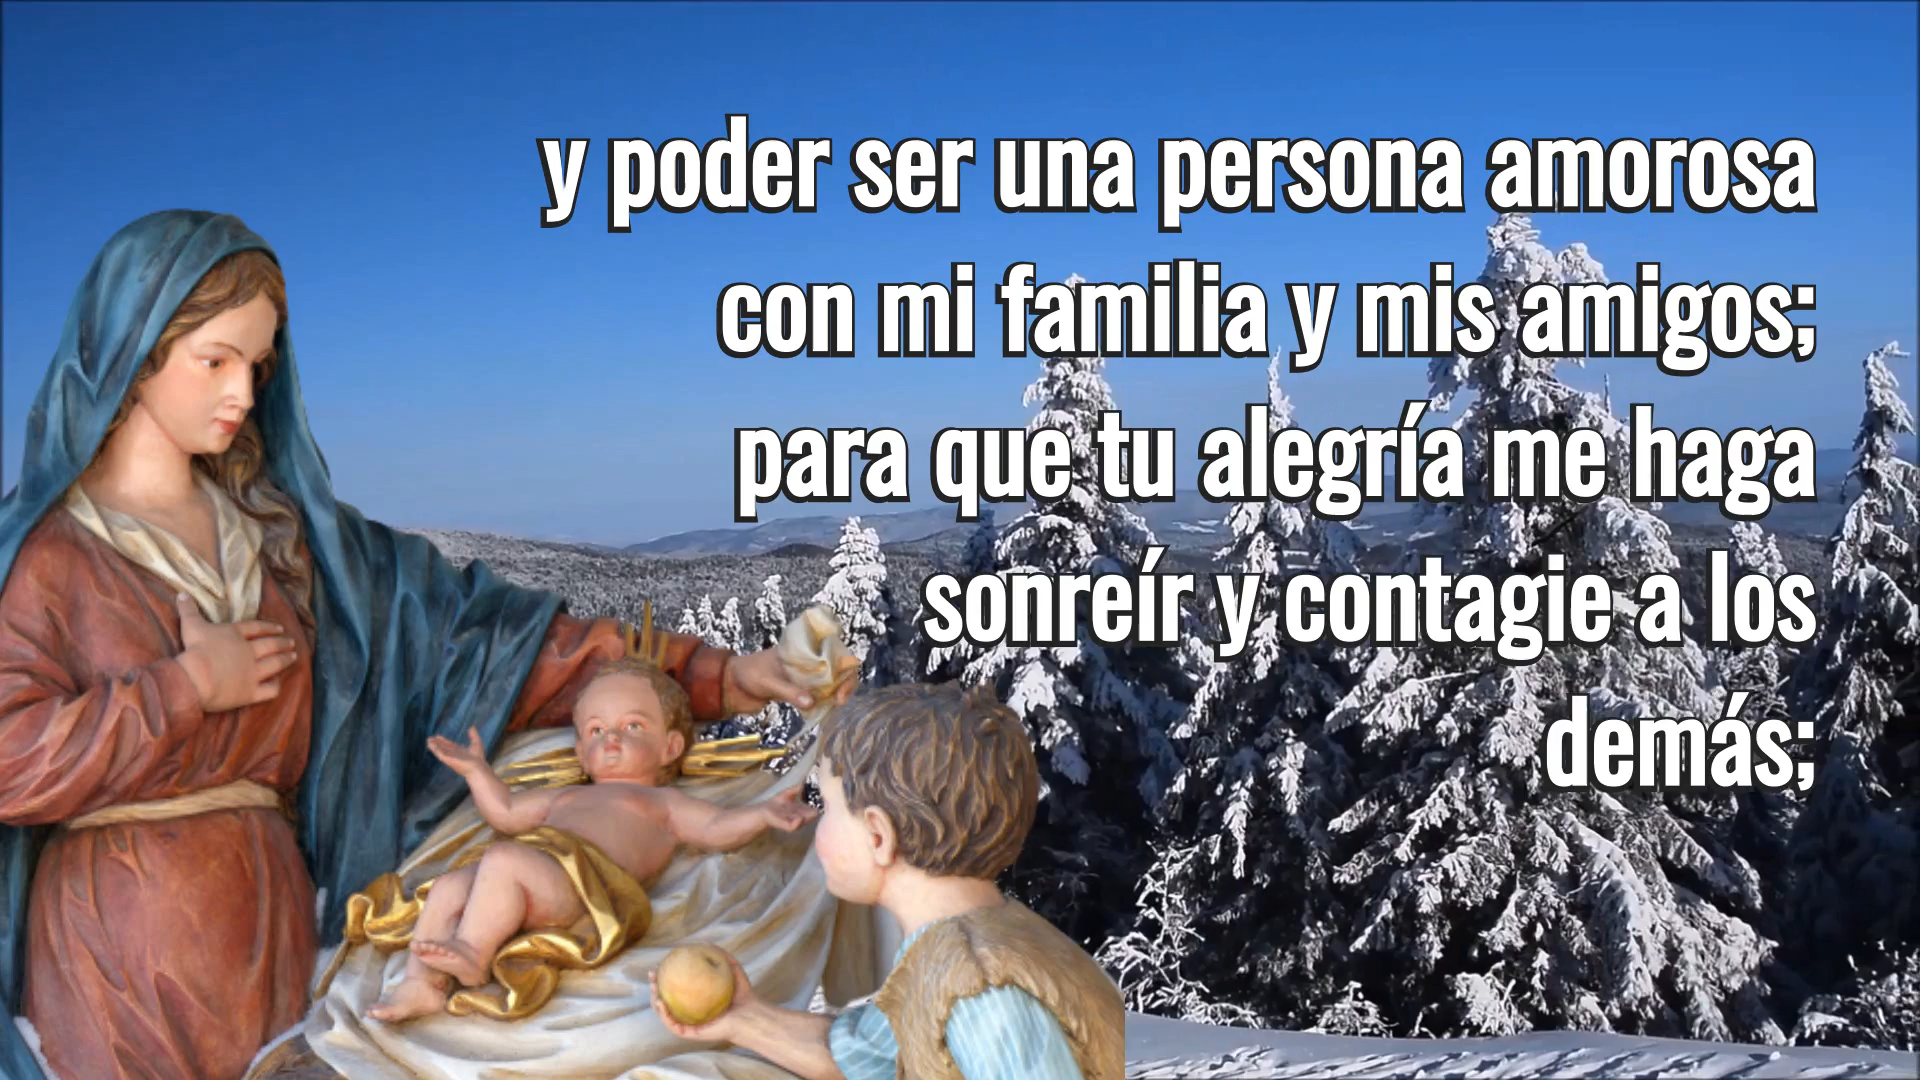 y poder ser una persona amorosa
con mi familia y mis amigos;
para que tu alegría me haga
sonreír y contagie a los
demás;